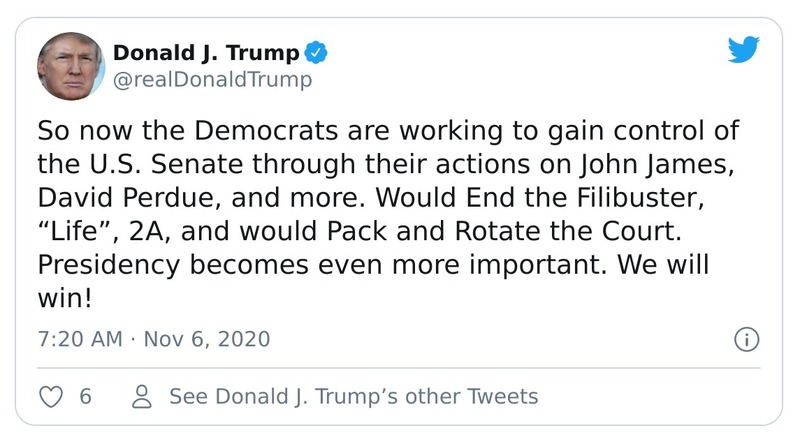 Donald J. Trump
@realDonaldTrump
So now the Democrats are working to gain control of
the U.S. Senate through their actions on John James,
David Perdue, and more. Would End the Filibuster,
“Life”, 2A, and would Pack and Rotate the Court.
Presidency becomes even more important. We will
win!
7:20 AM · Nov 6, 2020
6 See Donald J. Trump’s other Tweets